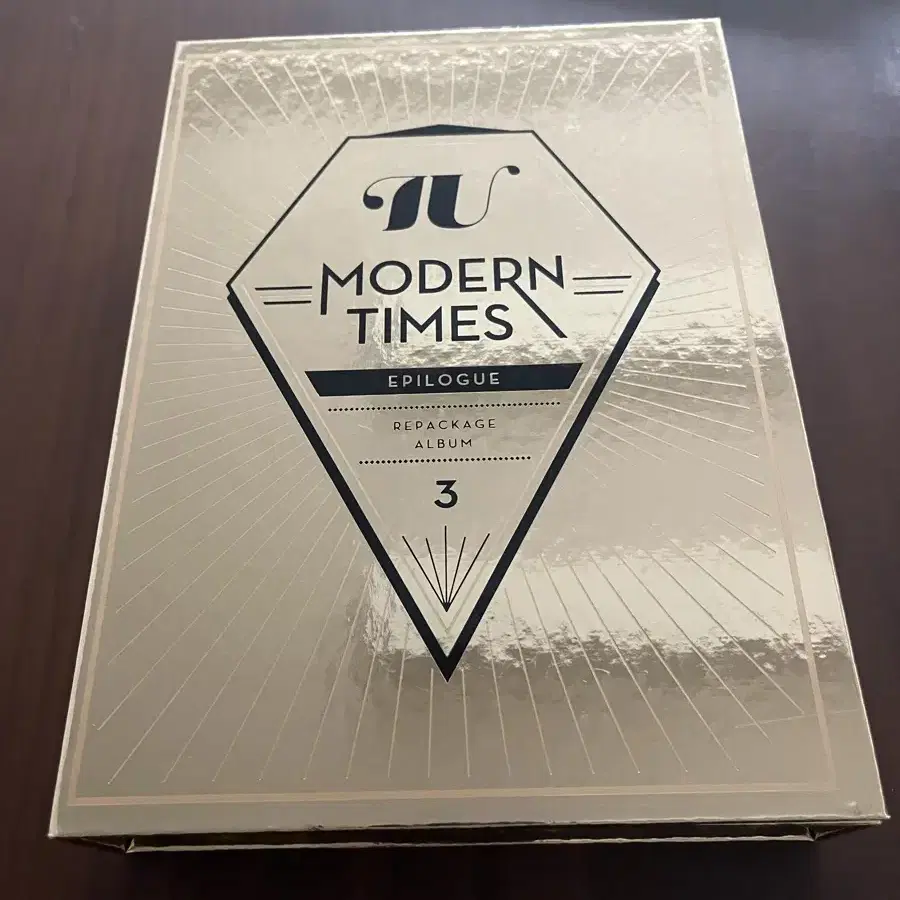 IU
MODERN
TIMES
EPILOGUE
REPACKAGE
ALBUM
3